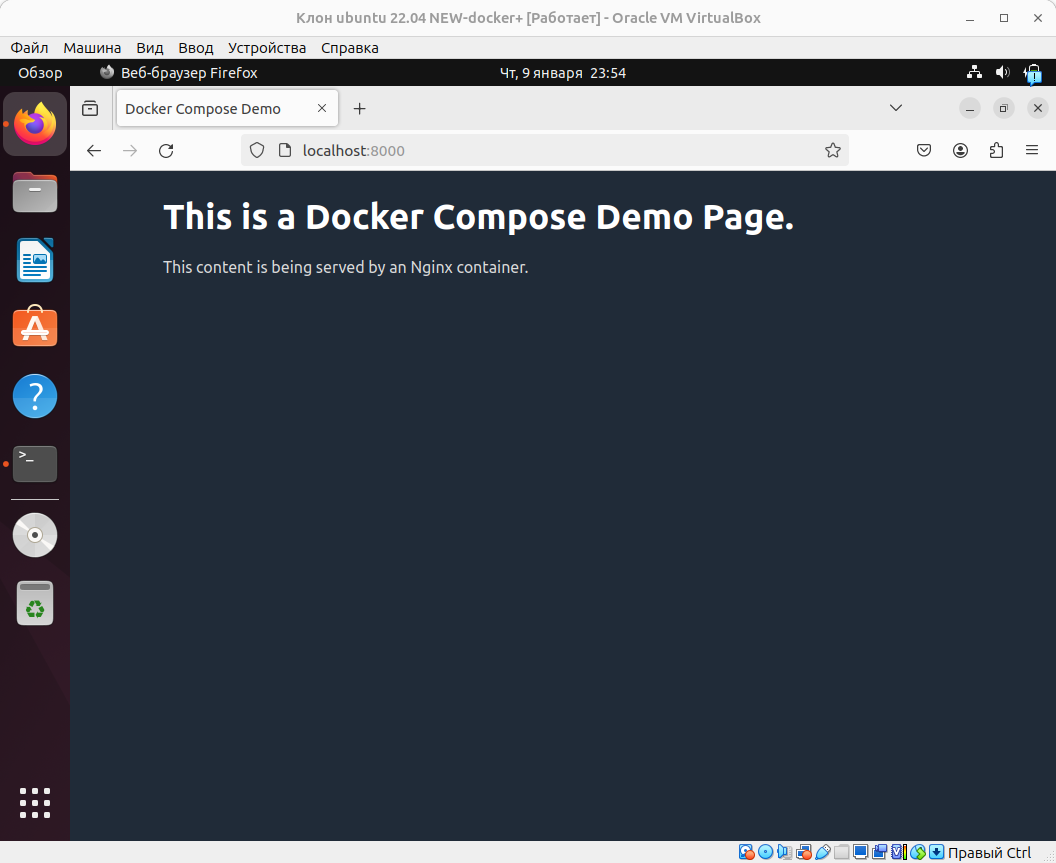 Клон ubuntu 22.04 NEW-docker+ [Работает] - Oracle VM VirtualBox
Файл Машина Вид Ввод Устройства Справка
Обзор Веб-браузер Firefox Чт, 9 января 23:54
Docker Compose Demo
localhost:8000
This is a Docker Compose Demo Page.
This content is being served by an Nginx container.
Правый Ctrl